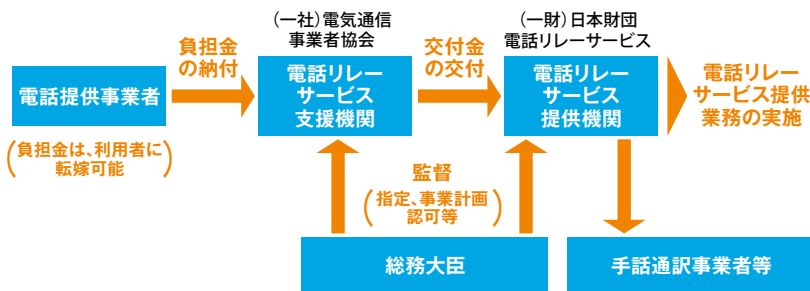 (一社)電気通信
事業者協会
(一財)日本財団
電話リレーサービス
負担金
の納付
交付金
の交付
電話提供事業者
電話リレー
サービス
支援機関
電話リレー
サービス
提供機関
電話リレー
サービス提供
業務の実施
(負担金は、利用者に
転嫁可能)
監督
(指定、事業計画
認可等)
総務大臣
手話通訳事業者等